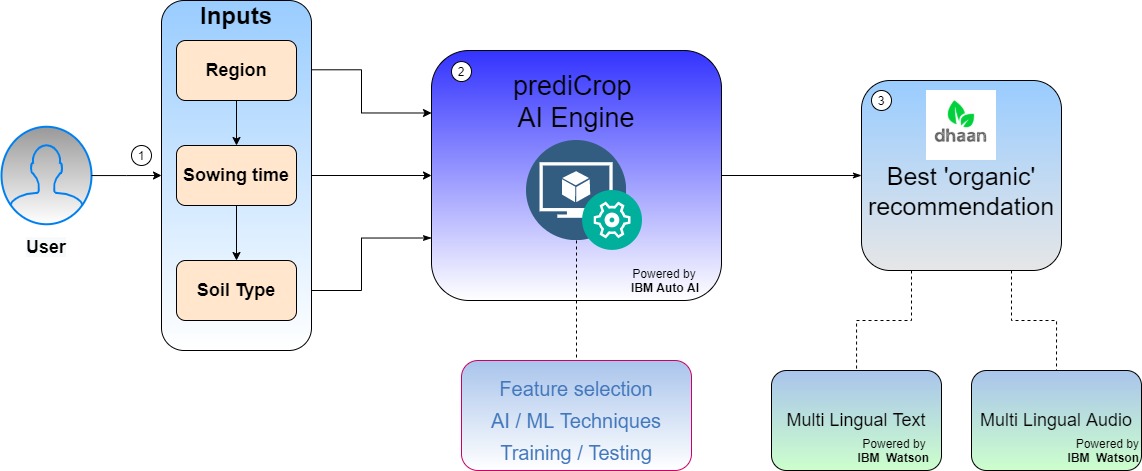 Inputs
1
User
Region
Sowing time
Soil Type
2
prediCrop
AI Engine
Powered by
IBM Auto AI
Feature selection
AI / ML Techniques
Training / Testing
3
dhaan
Best 'organic'
recommendation
Multi Lingual Text
Powered by
IBM Watson
Multi Lingual Audio
Powered by
IBM Watson